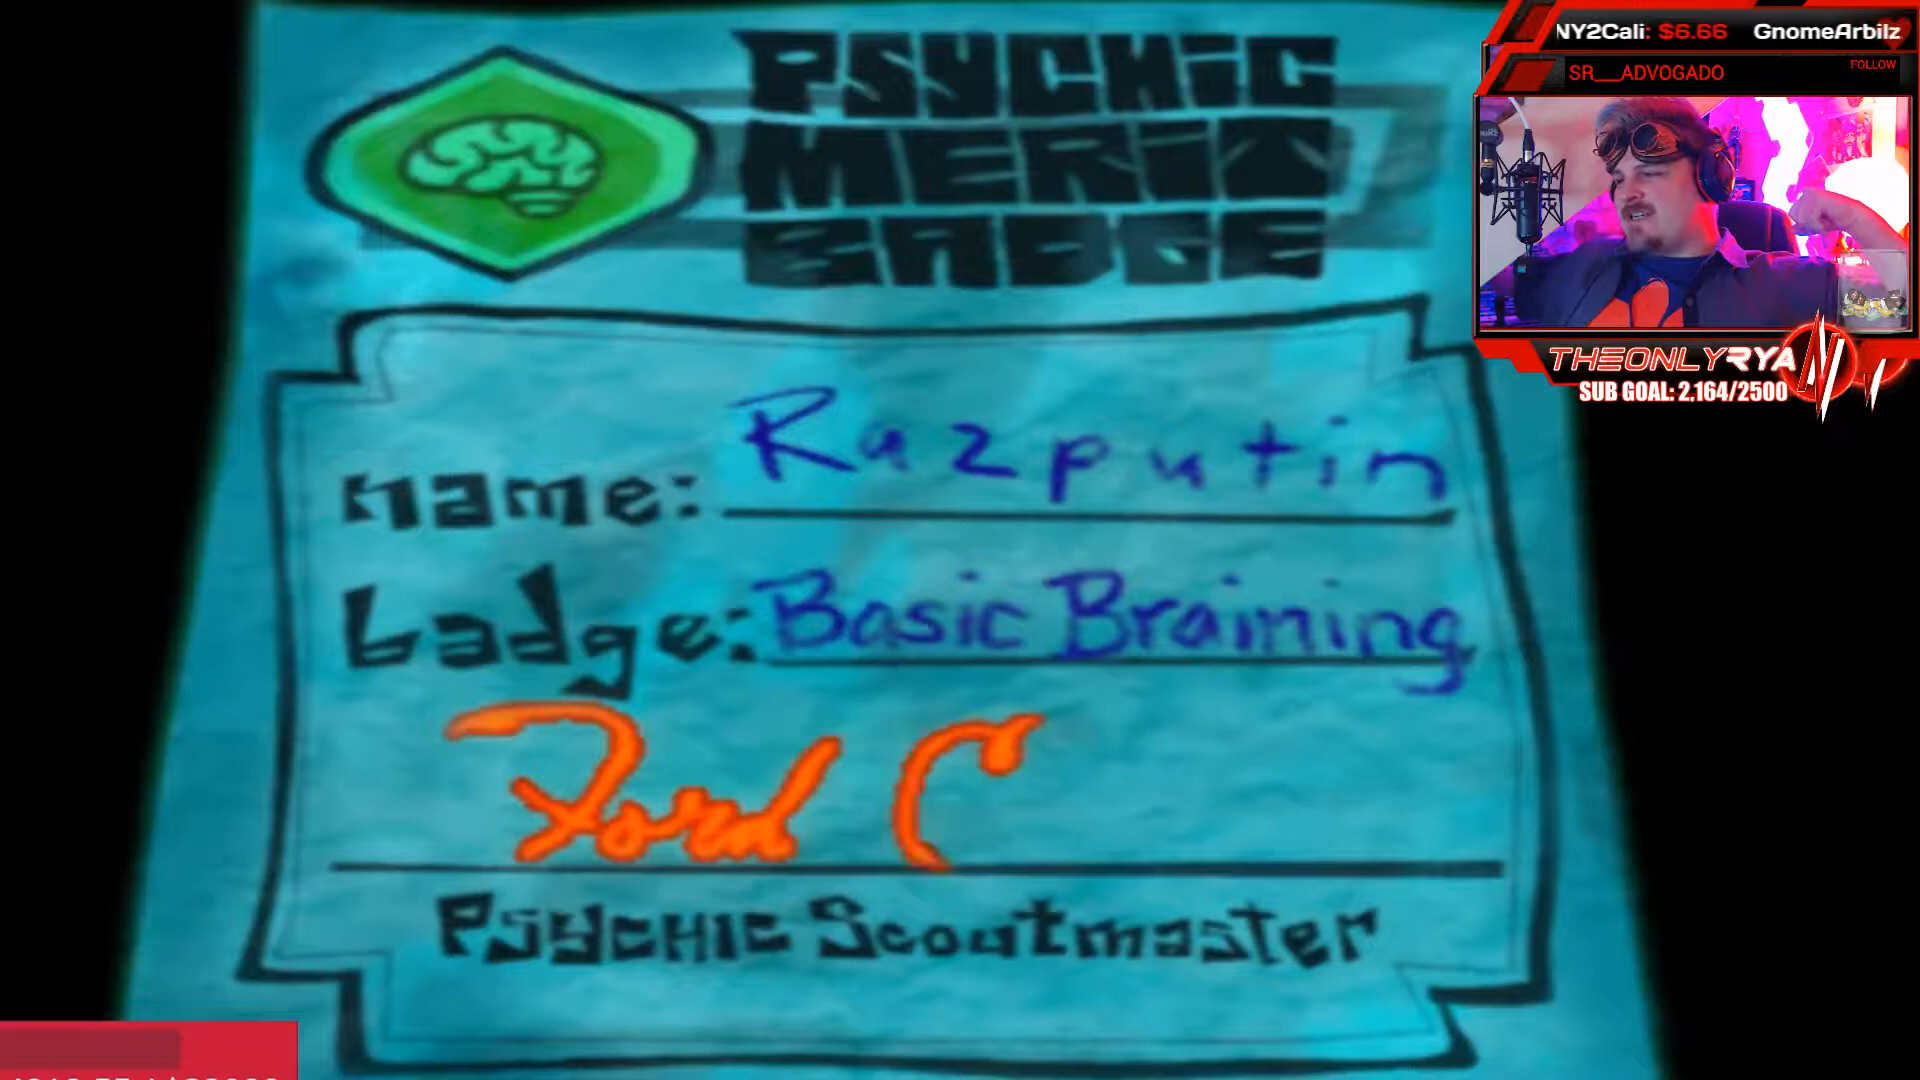 PSYCHIC
MERIT
BADGE
name: Razputin
badge: Basic Braining
Ford C
Psychic Scoutmaster
NY2Cali: $6.66 GnomeArbilz
SR__ADVOGADO FOLLOW
THEONLYRYAN
SUB GOAL: 2,164/2500